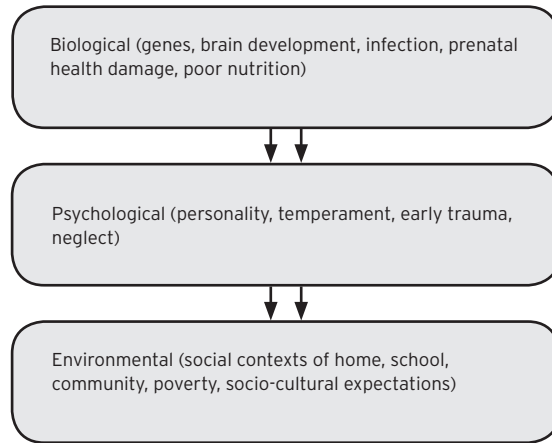 Biological (genes, brain development, infection, prenatal
health damage, poor nutrition)
Psychological (personality, temperament, early trauma,
neglect)
Environmental (social contexts of home, school,
community, poverty, socio-cultural expectations)